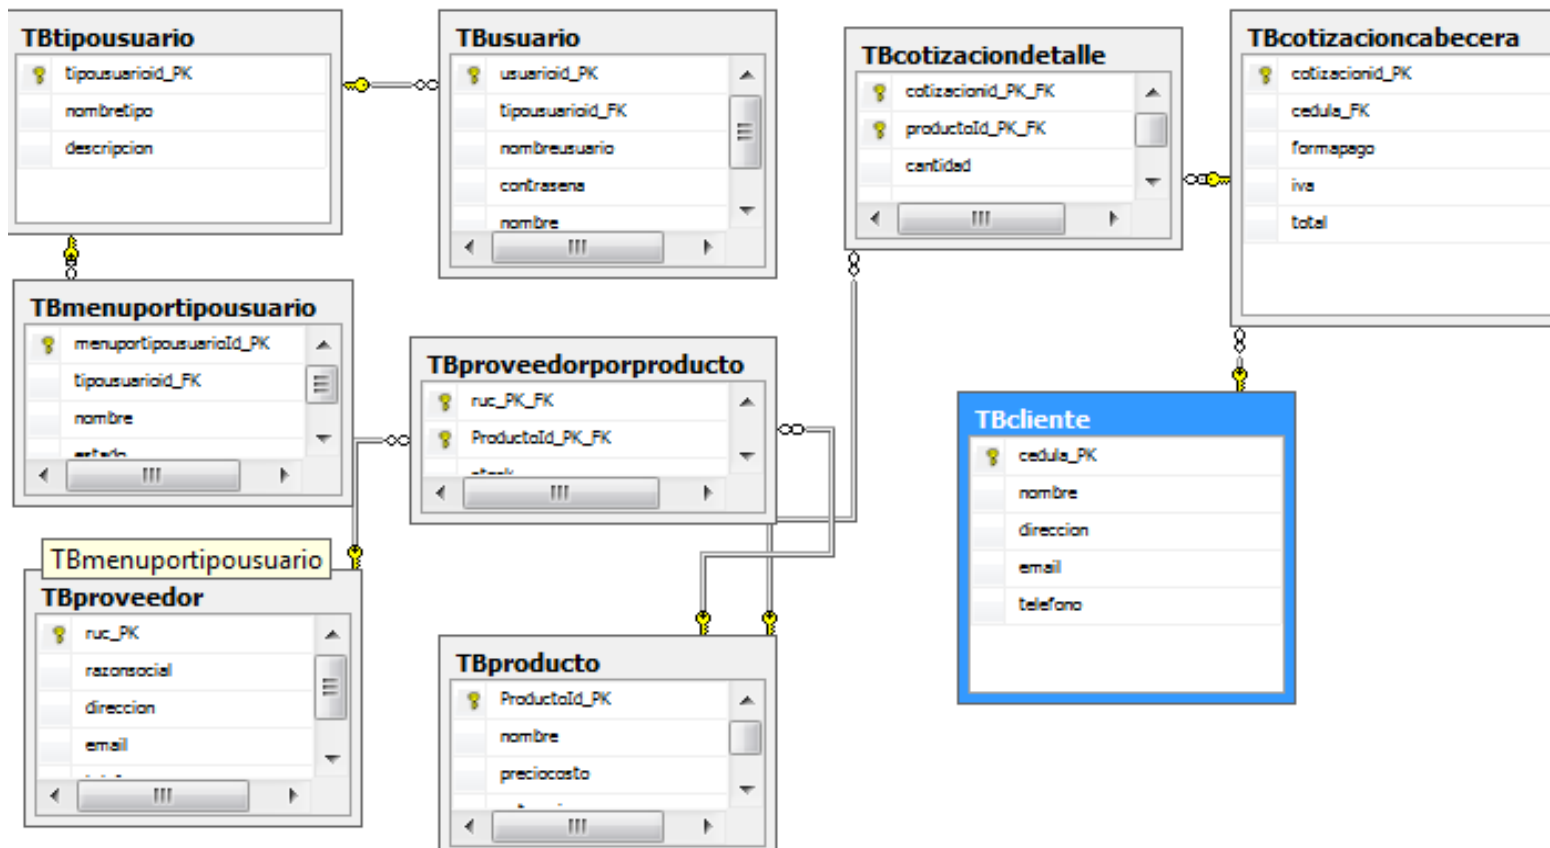 TBtipousuario
tipousuarioid_PK
nombretipo
descripcion
TBusuario
usuarioid_PK
tipousuarioid_FK
nombreusuario
contrasena
nombre
TBcotizaciondetalle
cotizacionid_PK_FK
productoId_PK_FK
cantidad
TBcotizacioncabecera
cotizacionid_PK
cedula_FK
formapago
iva
total
TBmenuportipousuario
menuportipousuarioId_PK
tipousuarioid_FK
nombre
estado
TBproveedorporproducto
ruc_PK_FK
ProductoId_PK_FK
stock
TBcliente
cedula_PK
nombre
direccion
email
telefono
TBmenuportipousuario
TBproveedor
ruc_PK
razonsocial
direccion
email
TBproducto
ProductoId_PK
nombre
preciocosto